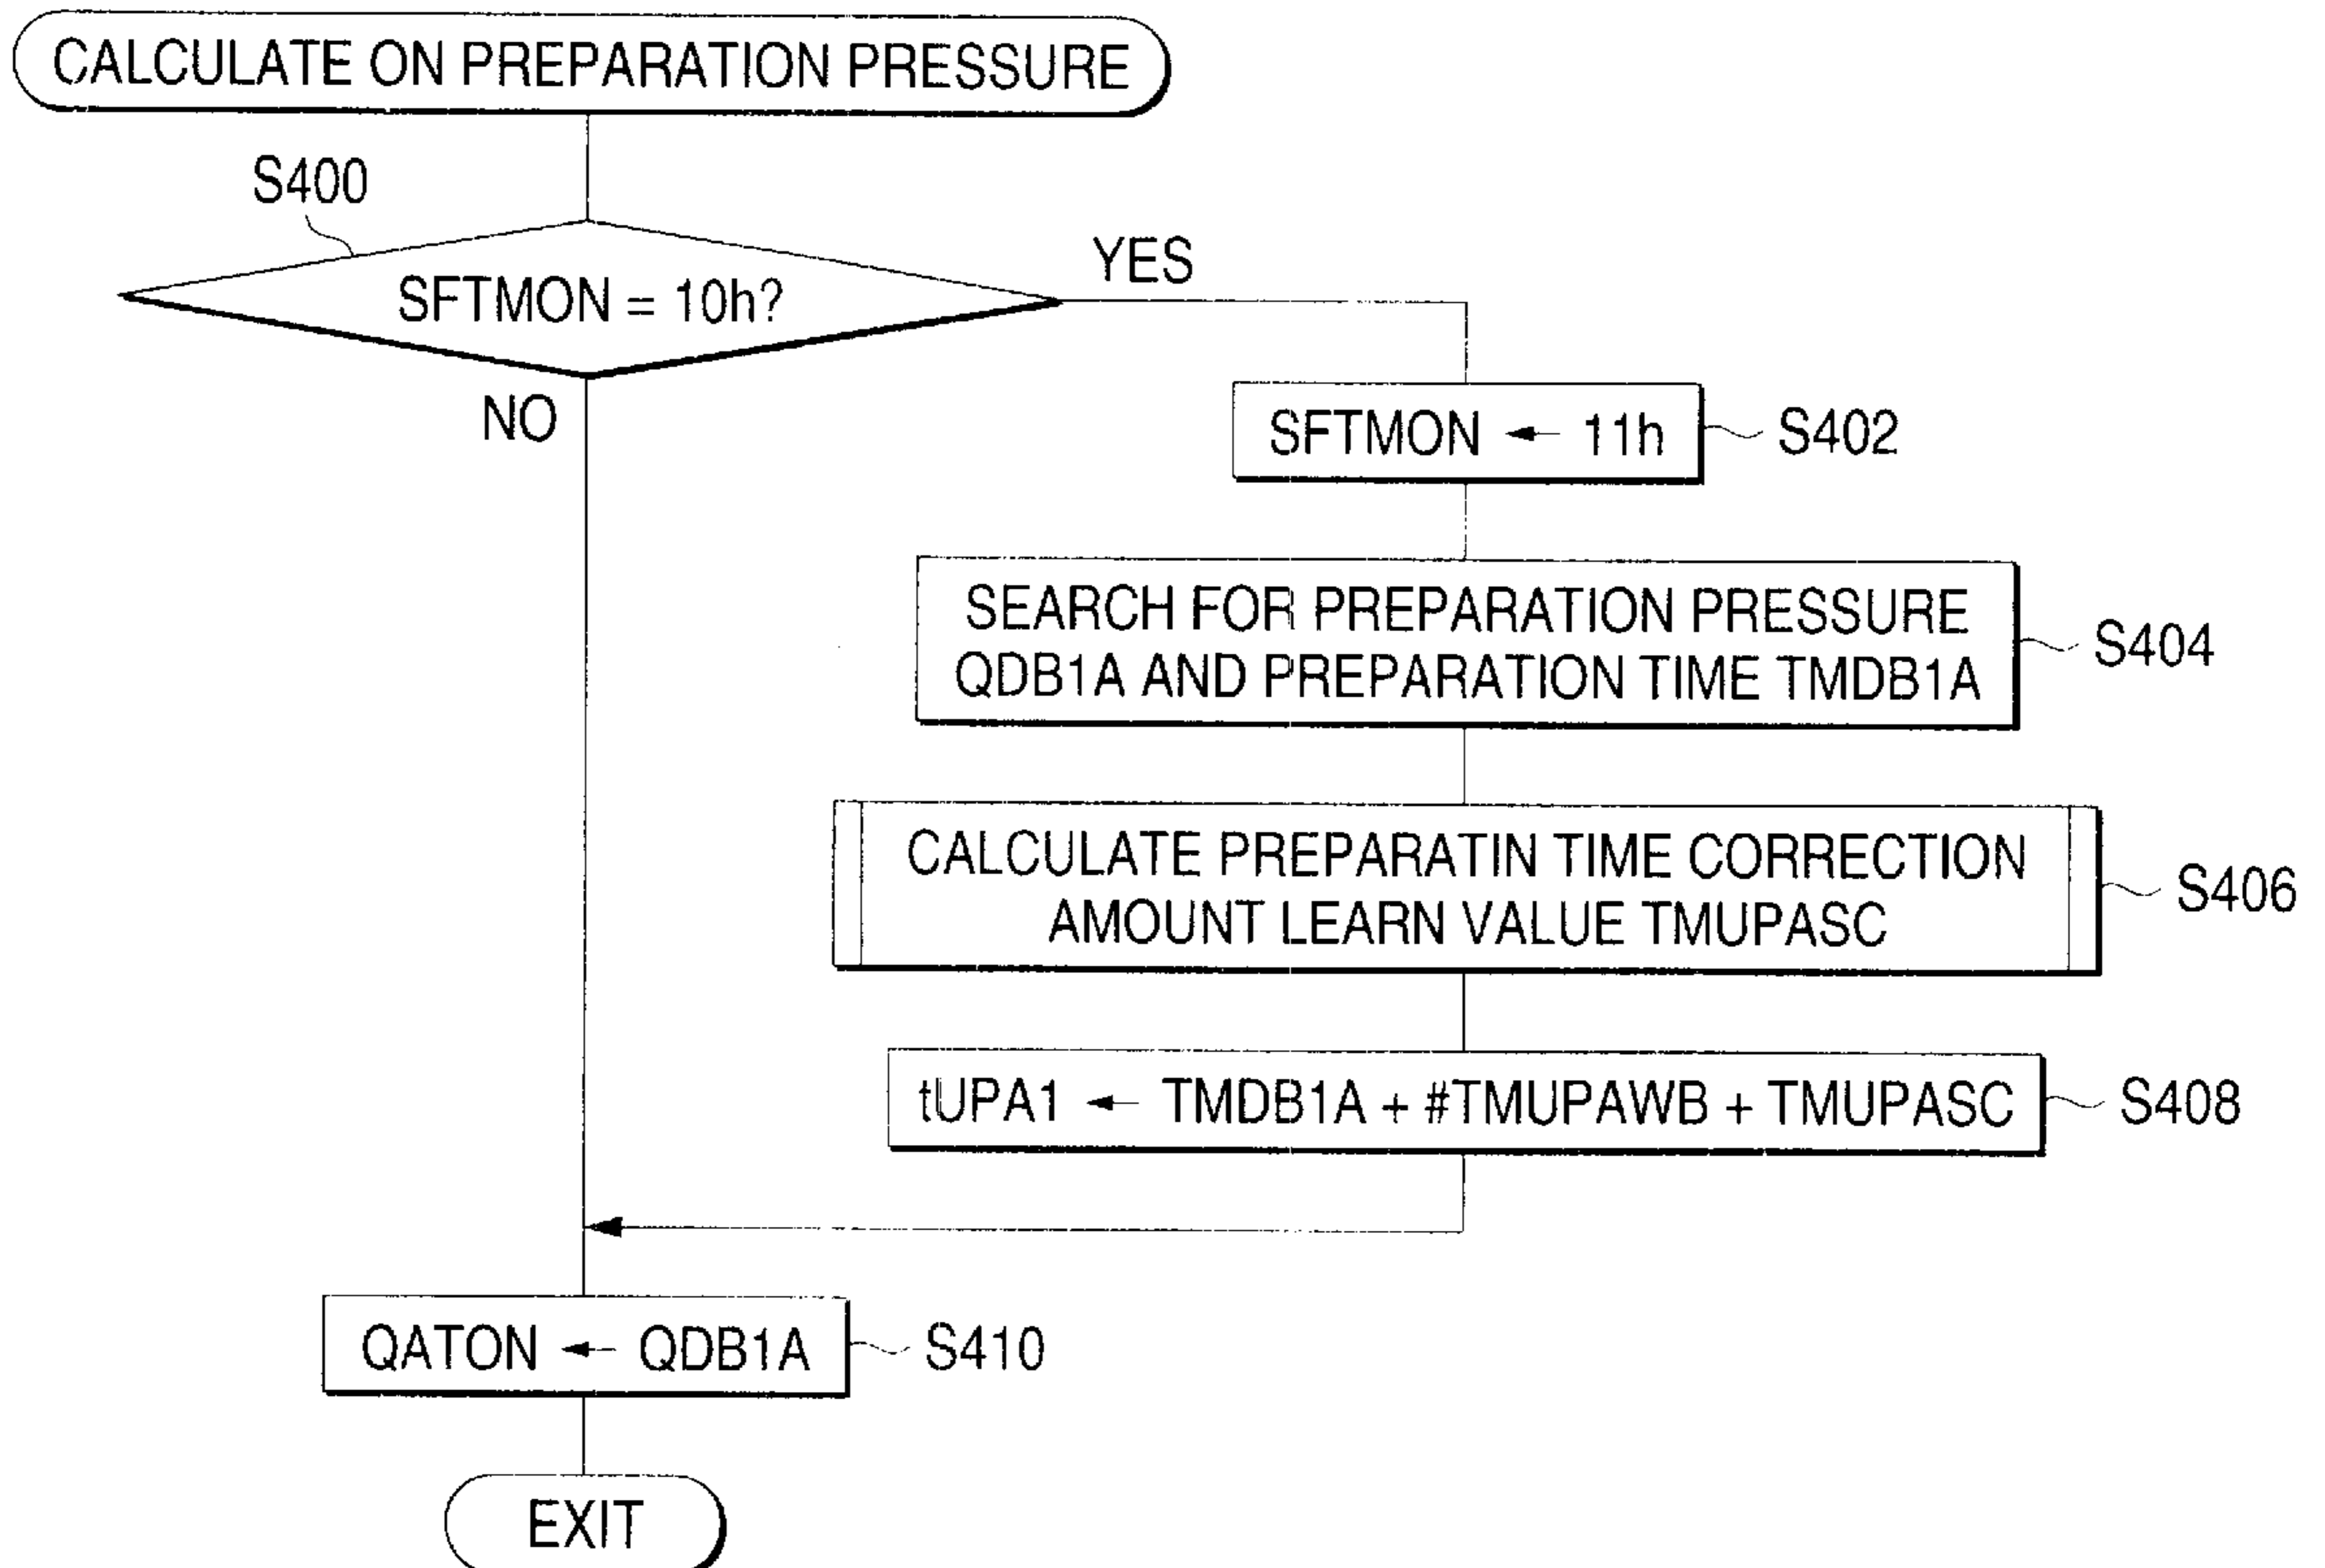 CALCULATE ON PREPARATION PRESSURE
S400
SFTMON = 10h?
YES
NO
SFTMON ← 11h
S402
SEARCH FOR PREPARATION PRESSURE
QDB1A AND PREPARATION TIME TMDB1A
S404
CALCULATE PREPARATIN TIME CORRECTION
AMOUNT LEARN VALUE TMUPASC
S406
tUPA1 ← TMDB1A + #TMUPAWB + TMUPASC
S408
QATON ← QDB1A
S410
EXIT